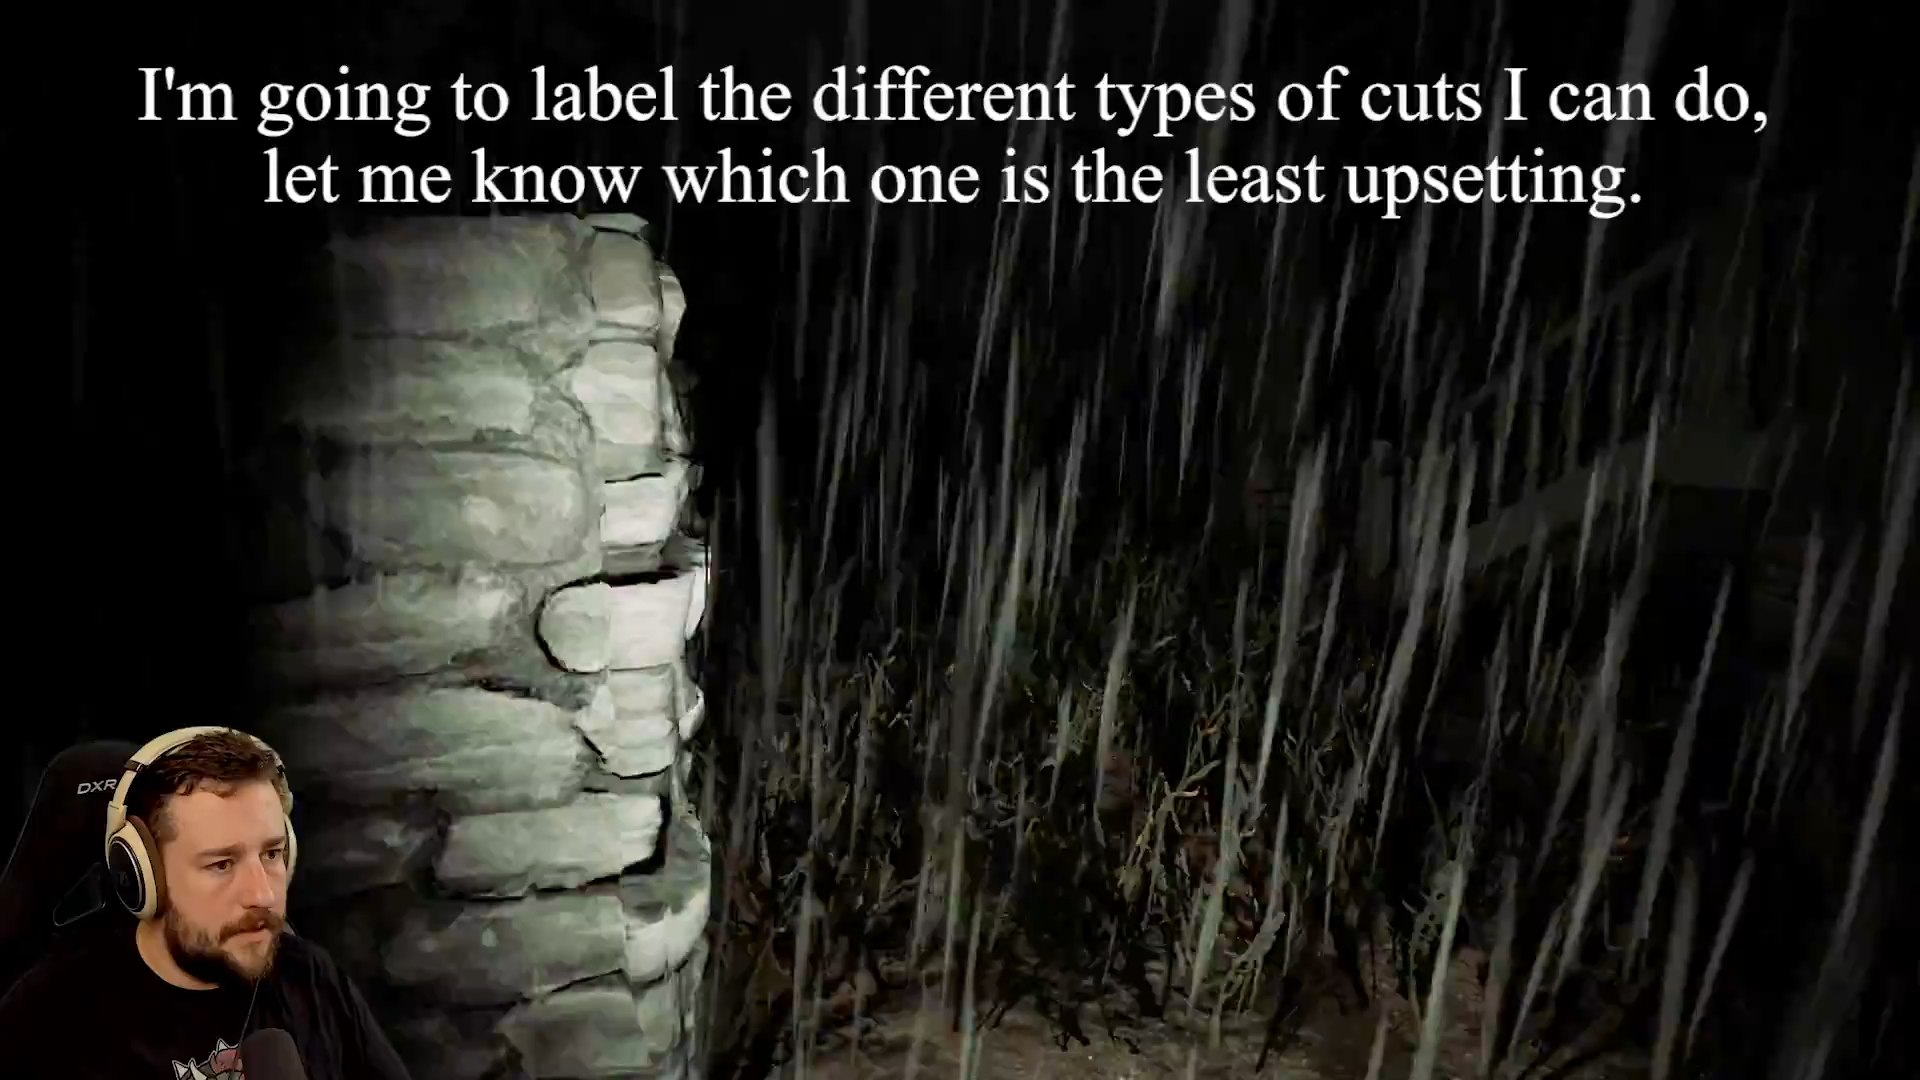 I'm going to label the different types of cuts I can do,
let me know which one is the least upsetting.
DXR